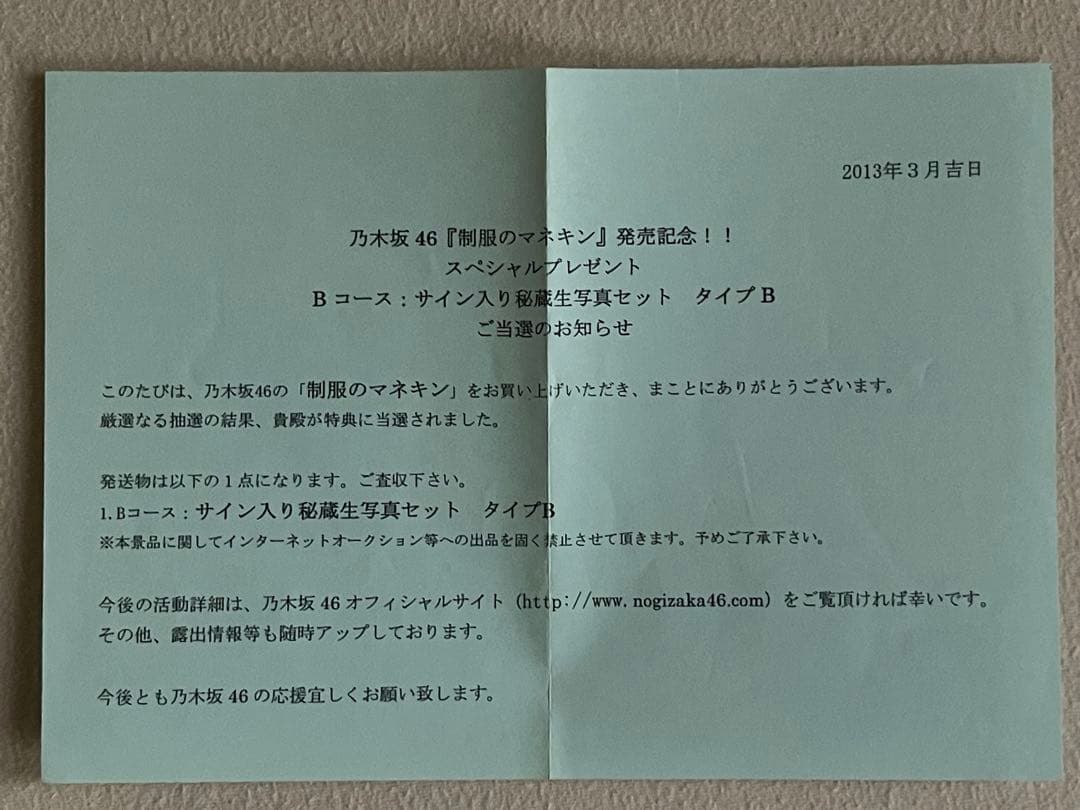 2013年３月吉日
乃木坂 46『制服のマネキン』発売記念！！
スペシャルプレゼント
B コース：サイン入り秘蔵生写真セット　タイプ B
ご当選のお知らせ
このたびは、乃木坂46の「制服のマネキン」をお買い上げいただき、まことにありがとうございます。
厳選なる抽選の結果、貴殿が特典に当選されました。
発送物は以下の１点になります。ご査収下さい。
1. Bコース：サイン入り秘蔵生写真セット　タイプB
※本景品に関してインターネットオークション等への出品を固く禁止させて頂きます。予めご了承下さい。
今後の活動詳細は、乃木坂 46 オフィシャルサイト（http://www.nogizaka46.com）をご覧頂ければ幸いです。
その他、露出情報等も随時アップしております。
今後とも乃木坂 46 の応援宜しくお願い致します。